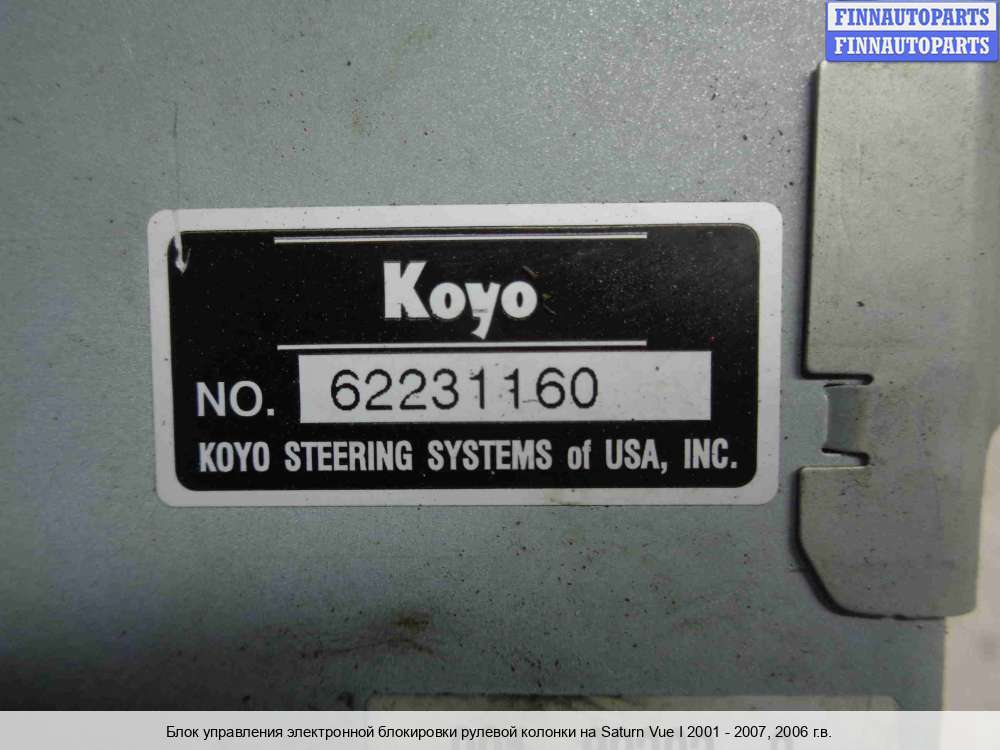 FINNAUTOPARTS
FINNAUTOPARTS
Koyo
NO. 62231160
KOYO STEERING SYSTEMS of USA, INC.
Блок управления электронной блокировки рулевой колонки на Saturn Vue I 2001 - 2007, 2006 г.в.